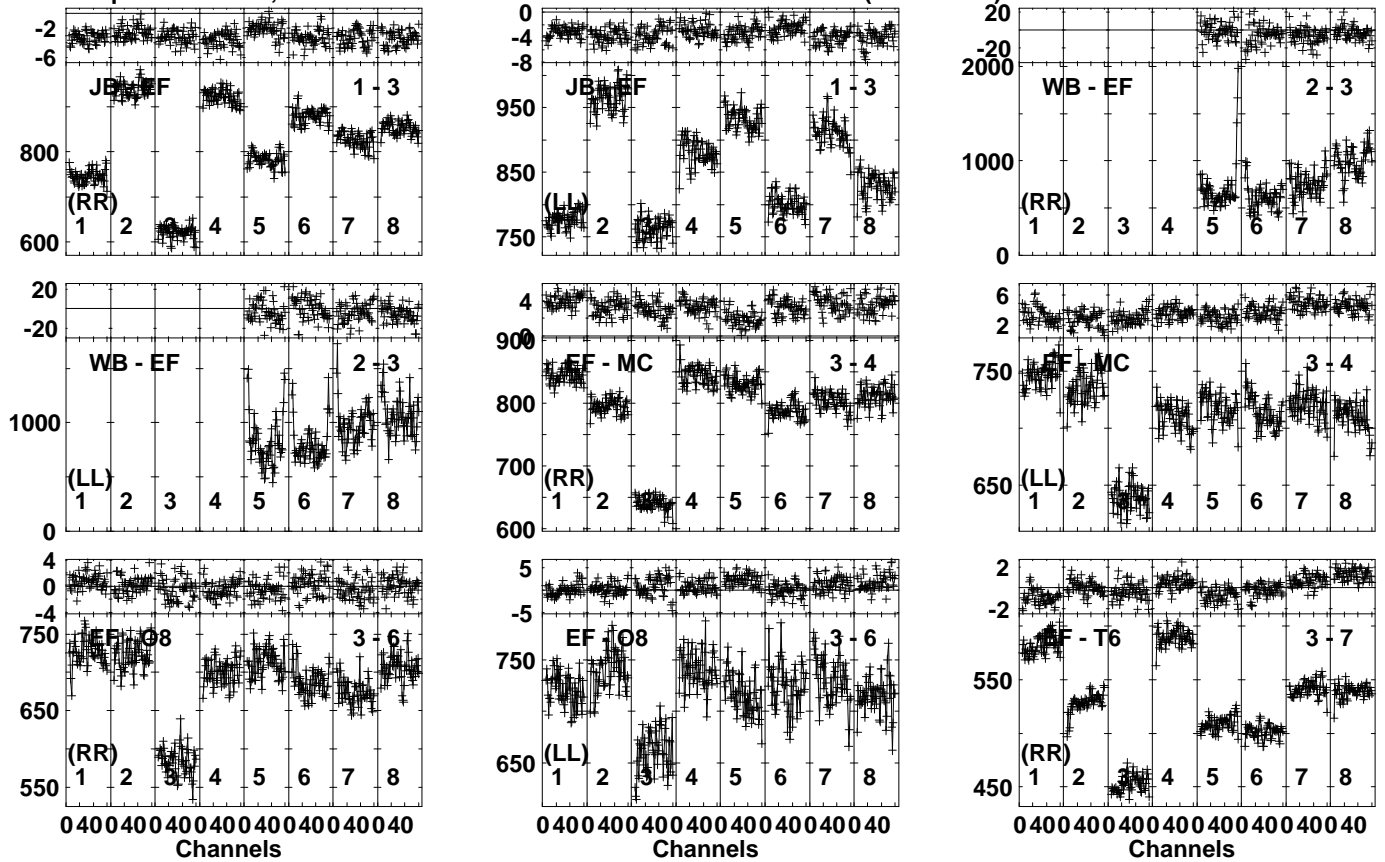 -2
-6
JB - EF
1 - 3
800
(RR)
1 2 3 4 5 6 7 8
600
0
-4
-8
JB - EF
1 - 3
950
850
(LL)
1 2 3 4 5 6 7 8
750
20
-20
2000
WB - EF
2 - 3
1000
(RR)
1 2 3 4 5 6 7 8
0
20
-20
WB - EF
2 - 3
1000
(LL)
1 2 3 4 5 6 7 8
0
4
0
900
EF - MC
3 - 4
800
700
(RR)
1 2 3 4 5 6 7 8
600
6
2
EF - MC
3 - 4
750
(LL)
650
1 2 3 4 5 6 7 8
4
0
-4
750
EF - O8
3 - 6
650
(RR)
1 2 3 4 5 6 7 8
550
0 40 0 40 0 40 0 40 0 40 0 40 0 40 0 40
Channels
5
-5
EF - O8
3 - 6
750
(LL)
650
1 2 3 4 5 6 7 8
0 40 0 40 0 40 0 40 0 40 0 40 0 40 0 40
Channels
2
-2
EF - T6
3 - 7
550
(RR)
1 2 3 4 5 6 7 8
450
0 40 0 40 0 40 0 40 0 40 0 40 0 40 0 40
Channels